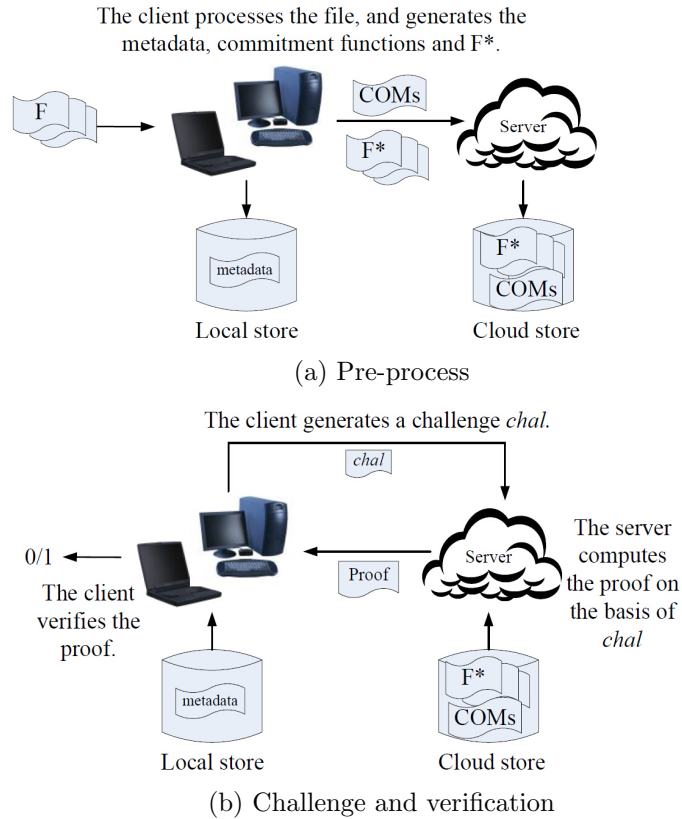 The client processes the file, and generates the
metadata, commitment functions and F*.
F
COMs
F*
Server
metadata
F*
COMs
Local store
Cloud store
(a) Pre-process
The client generates a challenge chal.
chal
0/1
The client
verifies the
proof.
Proof
Server
The server
computes
the proof on
the basis of
chal
metadata
F*
COMs
Local store
Cloud store
(b) Challenge and verification